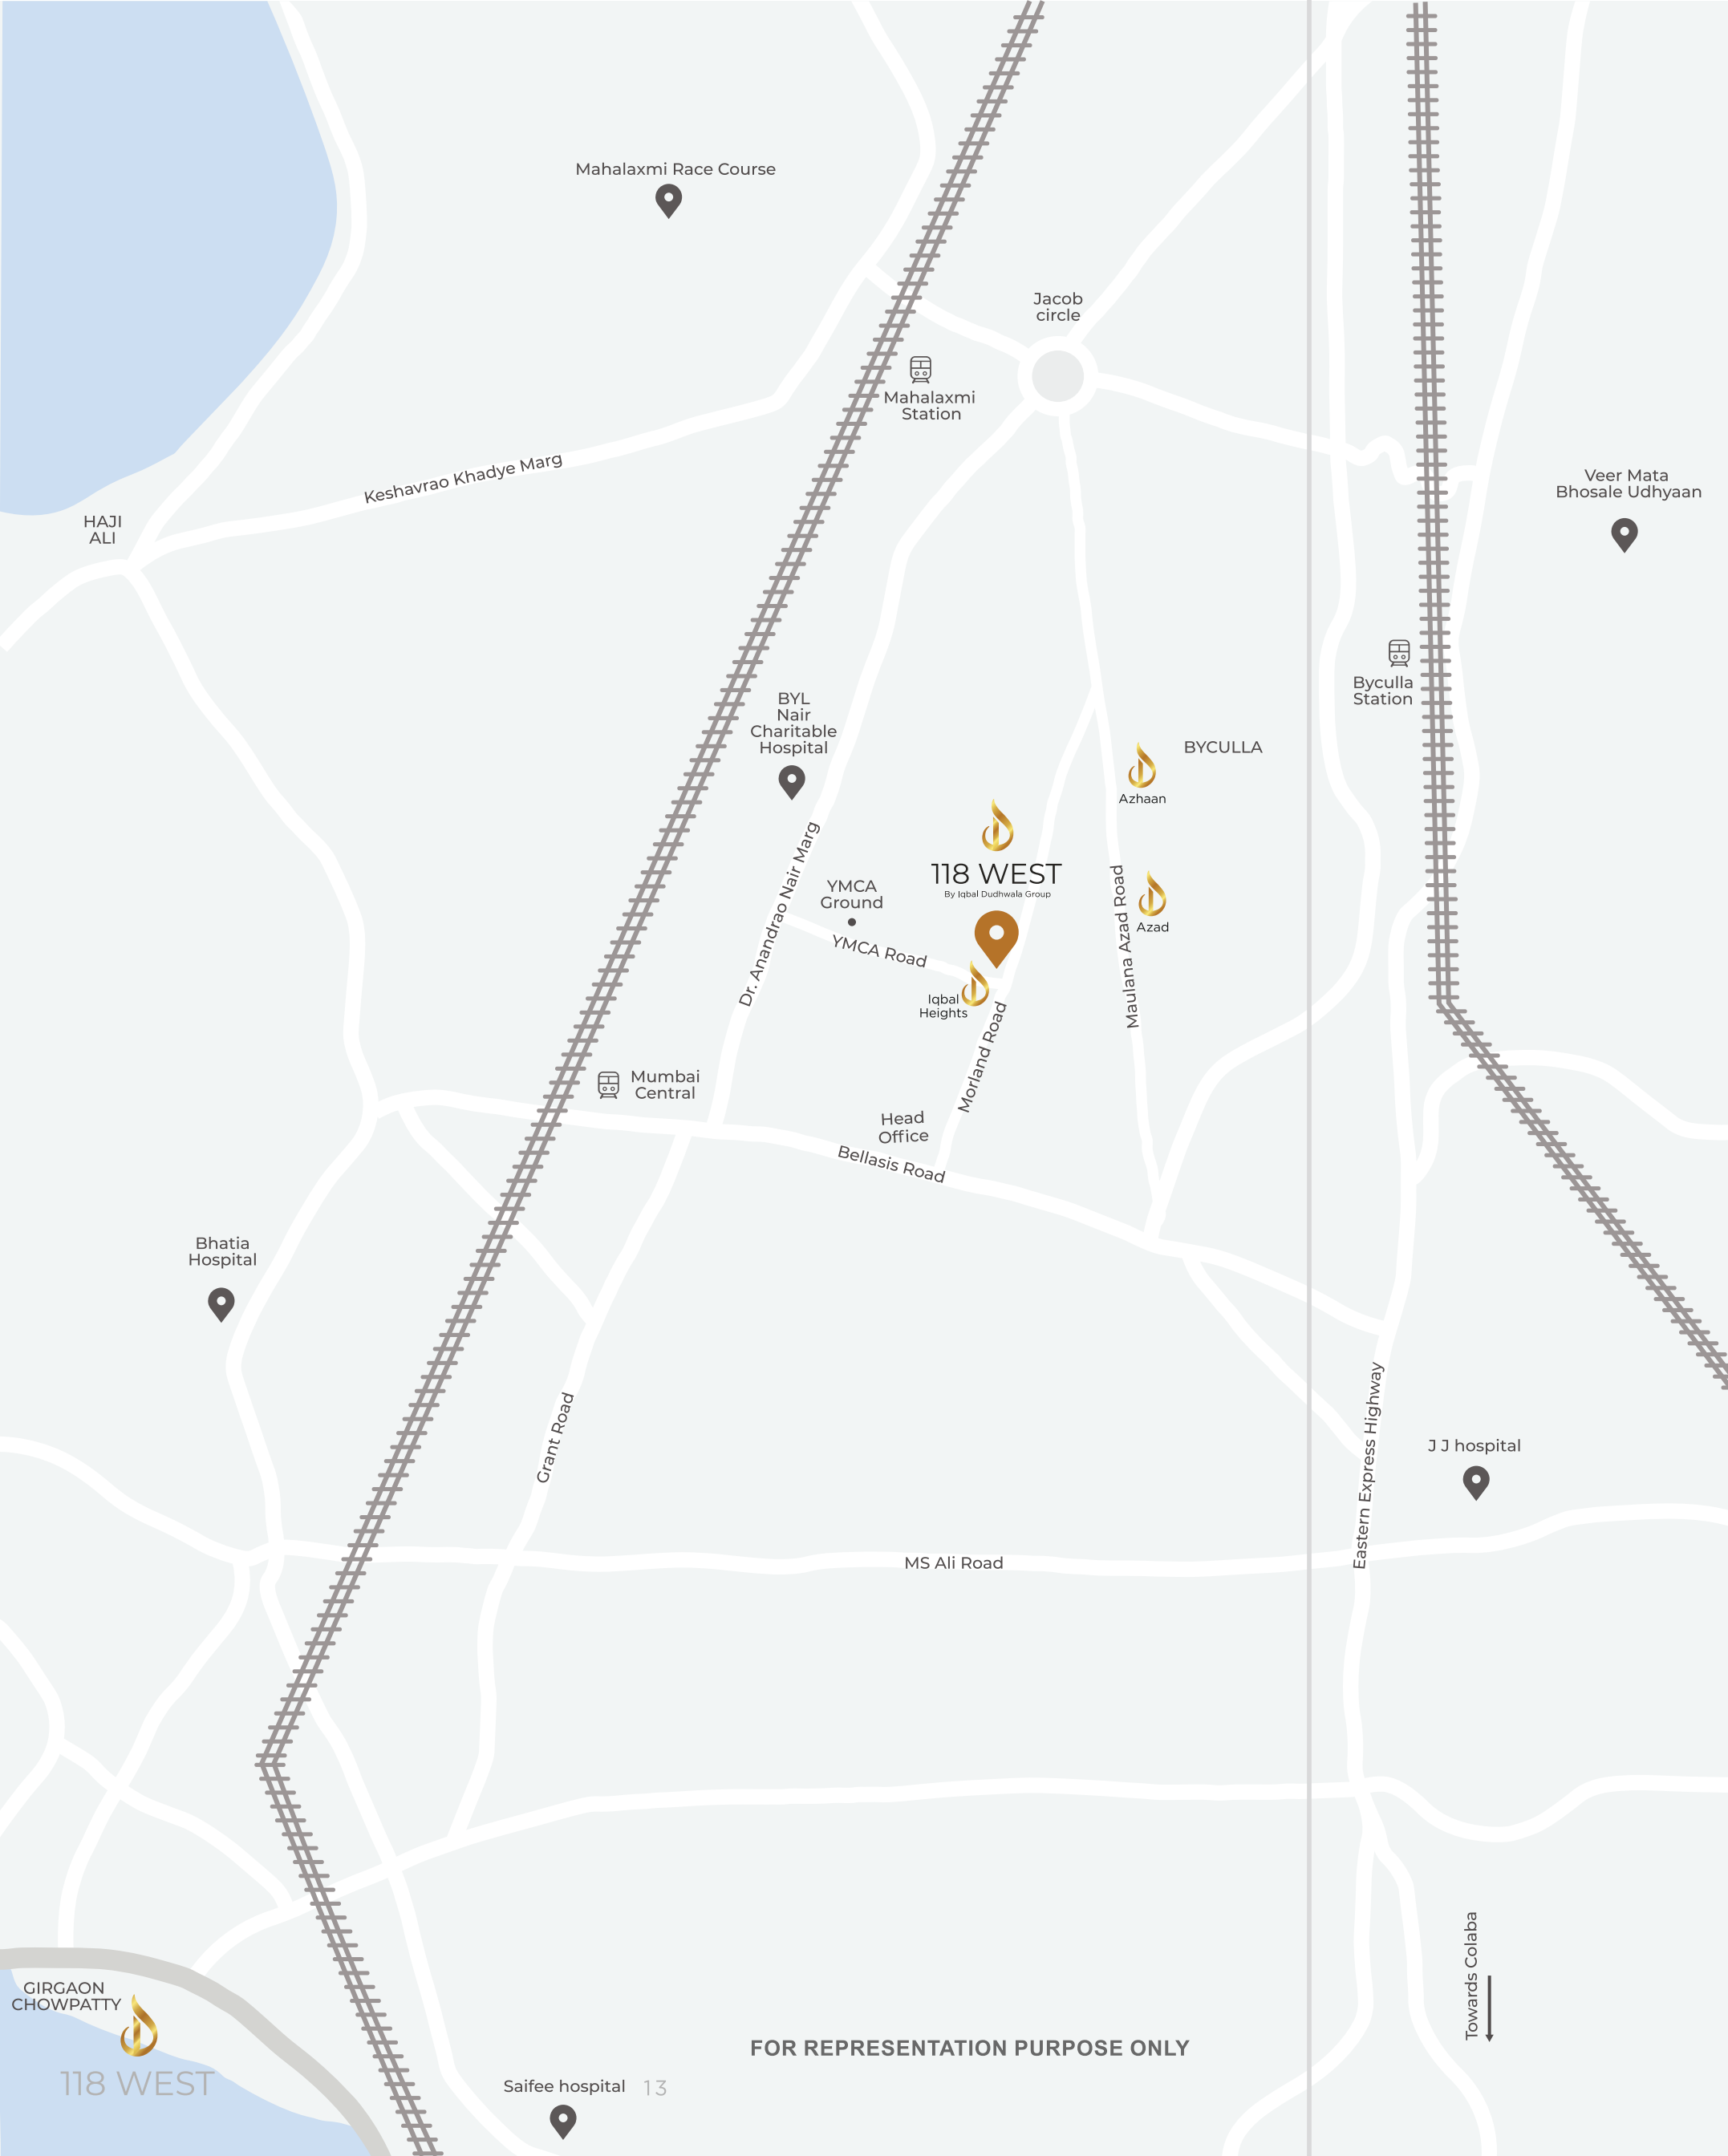 Mahalaxmi Race Course
Jacob
circle
Mahalaxmi
Station
Keshavrao Khadye Marg
Veer Mata
Bhosale Udhyaan
HAJI
ALI
Byculla
Station
BYL
Nair
Charitable
Hospital
BYCULLA
Azhaan
118 WEST
By Iqbal Dudhwala Group
Dr. Anandrao Nair Marg
YMCA
Ground
YMCA Road
Maulana Azad Road
Azad
Iqbal
Heights
Morland Road
Mumbai
Central
Head
Office
Bellasis Road
Bhatia
Hospital
Grant Road
Eastern Express Highway
J J hospital
MS Ali Road
Towards Colaba
GIRGAON
CHOWPATTY
118 WEST
FOR REPRESENTATION PURPOSE ONLY
Saifee hospital
13